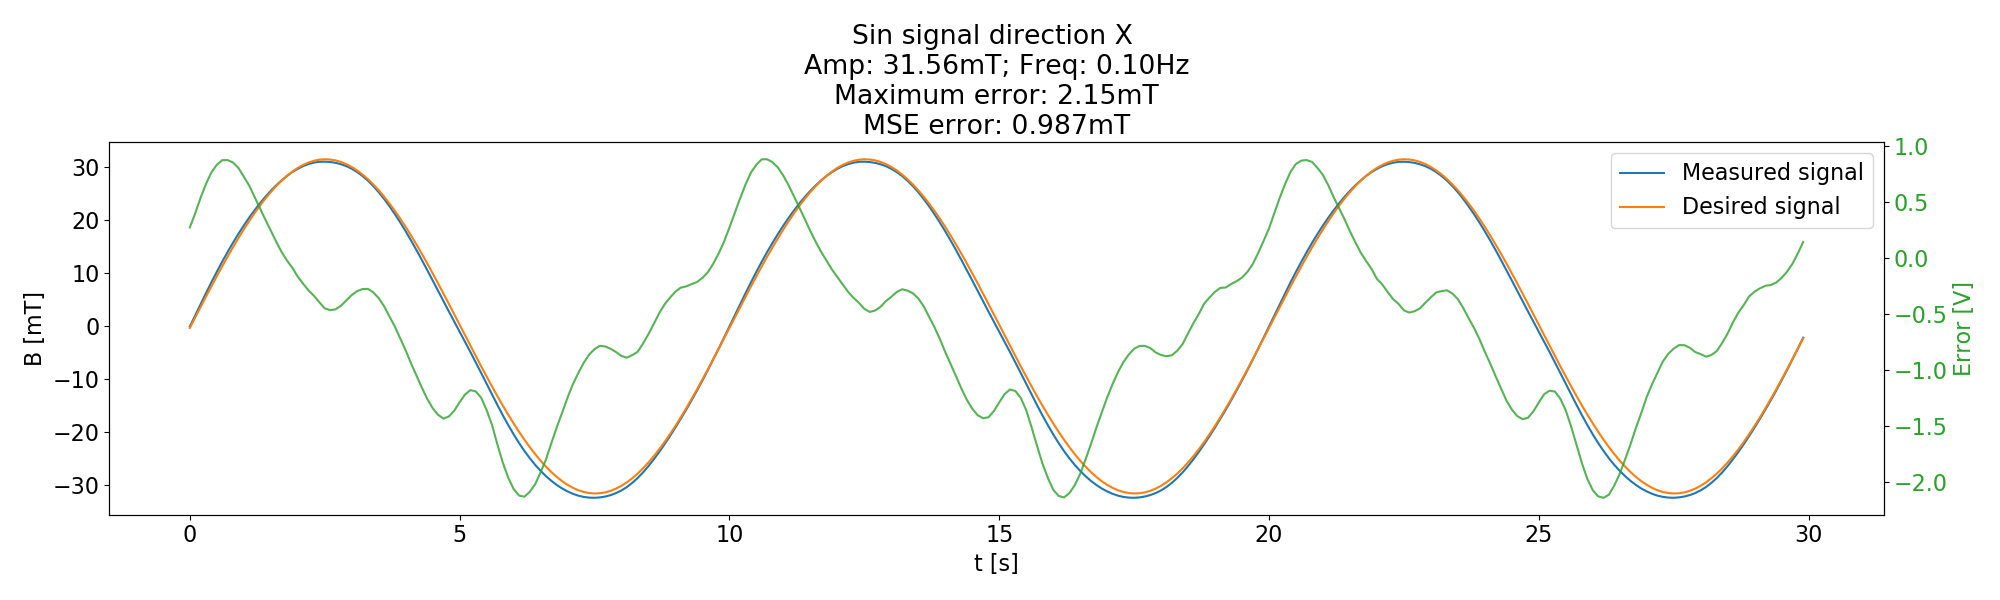 Sin signal direction X
Amp: 31.56mT; Freq: 0.10Hz
Maximum error: 2.15mT
MSE error: 0.987mT
30
20
10
0
−10
−20
−30
B [mT]
1.0
0.5
0.0
−0.5
−1.0
−1.5
−2.0
Error [V]
Measured signal
Desired signal
0 5 10 15 20 25 30
t [s]